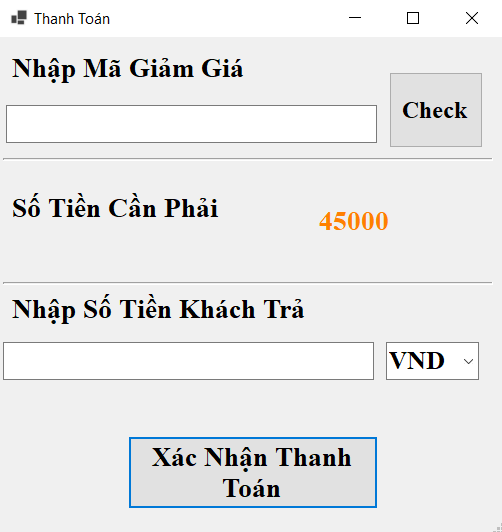 Thanh Toán
Nhập Mã Giảm Giá
Check
Số Tiền Cần Phải
45000
Nhập Số Tiền Khách Trả
VND
Xác Nhận Thanh
Toán